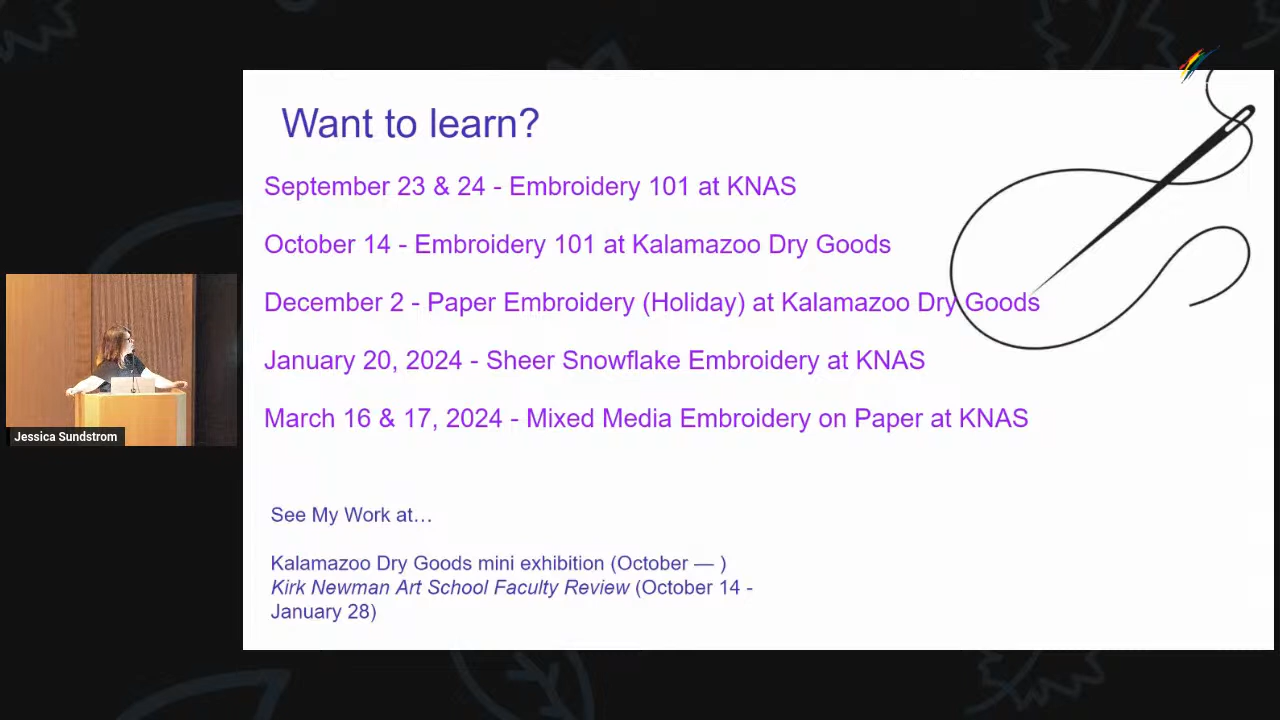 Want to learn?
September 23 & 24 - Embroidery 101 at KNAS
October 14 - Embroidery 101 at Kalamazoo Dry Goods
December 2 - Paper Embroidery (Holiday) at Kalamazoo Dry Goods
January 20, 2024 - Sheer Snowflake Embroidery at KNAS
March 16 & 17, 2024 - Mixed Media Embroidery on Paper at KNAS
Jessica Sundstrom
See My Work at…
Kalamazoo Dry Goods mini exhibition (October — )
Kirk Newman Art School Faculty Review (October 14 -
January 28)